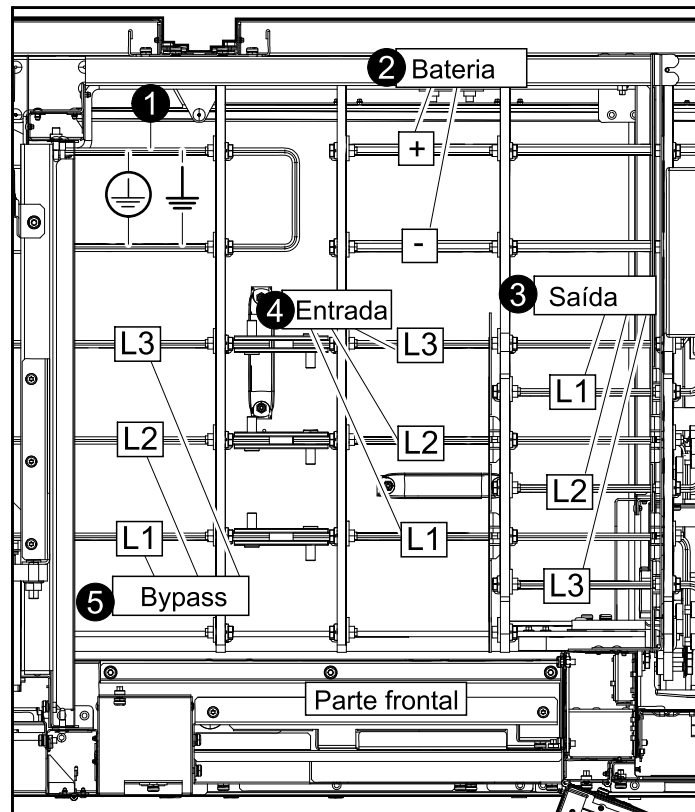 2 Bateria
1
+
-
3 Saída
4 Entrada
L3
L3
L1
L2
L2
L2
L1
L1
L3
5 Bypass
Parte frontal